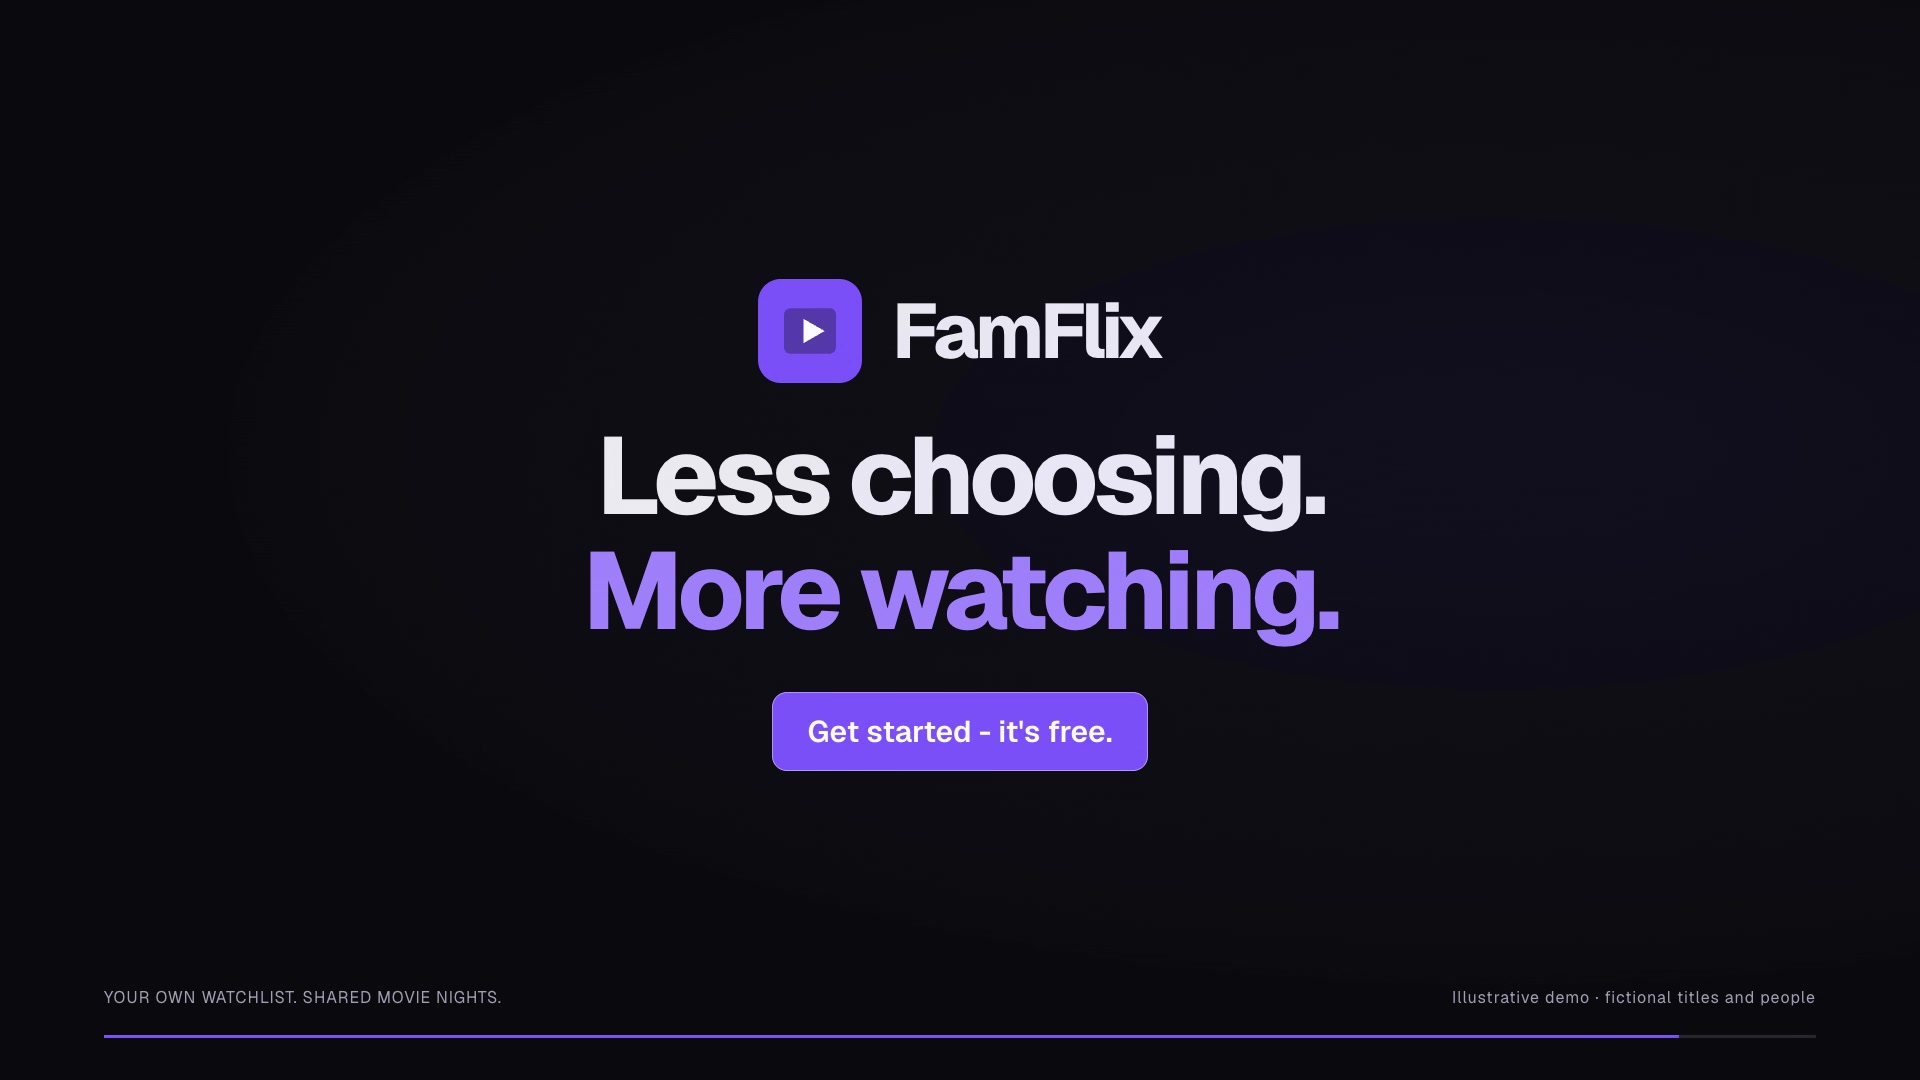 FamFlix
Less choosing.
More watching.
Get started - it's free.
YOUR OWN WATCHLIST. SHARED MOVIE NIGHTS.
Illustrative demo · fictional titles and people